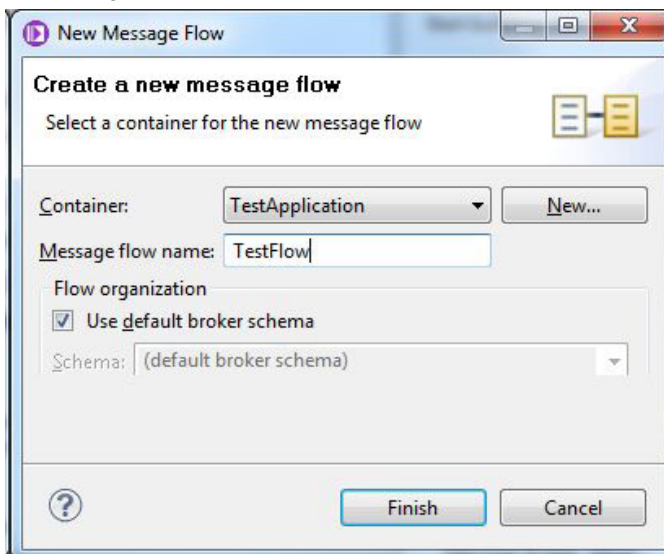 New Message Flow
Create a new message flow
Select a container for the new message flow
Container: TestApplication New...
Message flow name: TestFlow
Flow organization
Use default broker schema
Schema: (default broker schema)
? Finish Cancel